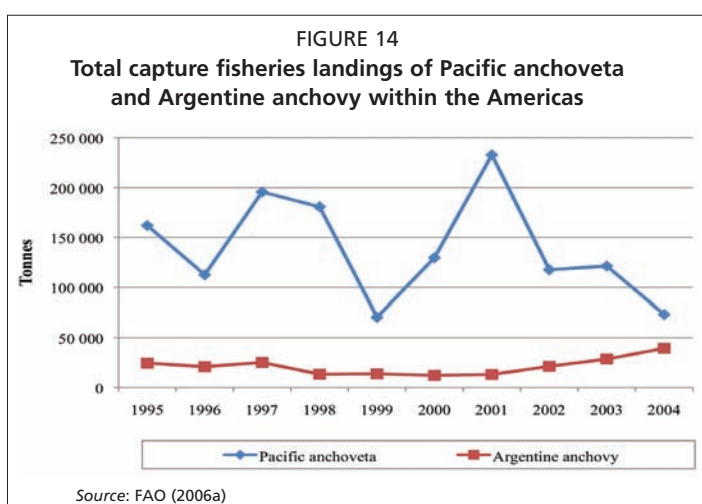 FIGURE 14
Total capture fisheries landings of Pacific anchoveta
and Argentine anchovy within the Americas
250 000
200 000
150 000
100 000
50 000
0
Tonnes
1995 1996 1997 1998 1999 2000 2001 2002 2003 2004
Pacific anchoveta Argentine anchovy
Source: FAO (2006a)